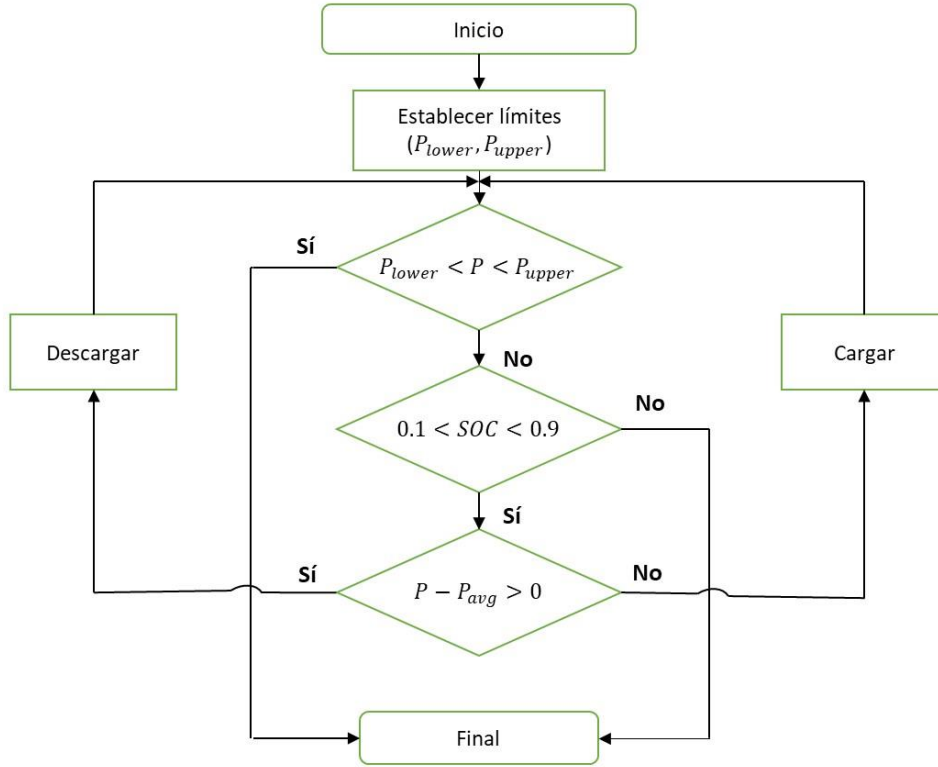 Inicio
Establecer límites
(P_lower, P_upper)
Sí
P_lower < P < P_upper
Descargar
Cargar
No
No
0.1 < SOC < 0.9
Sí
Sí
No
P − P_avg > 0
Final